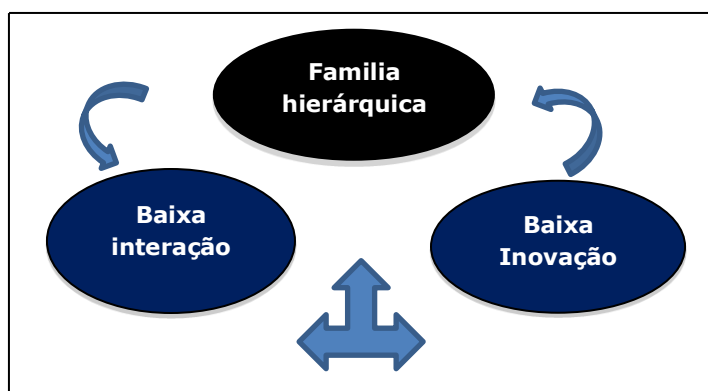 Familia
hierárquica
Baixa
interação
Baixa
Inovação